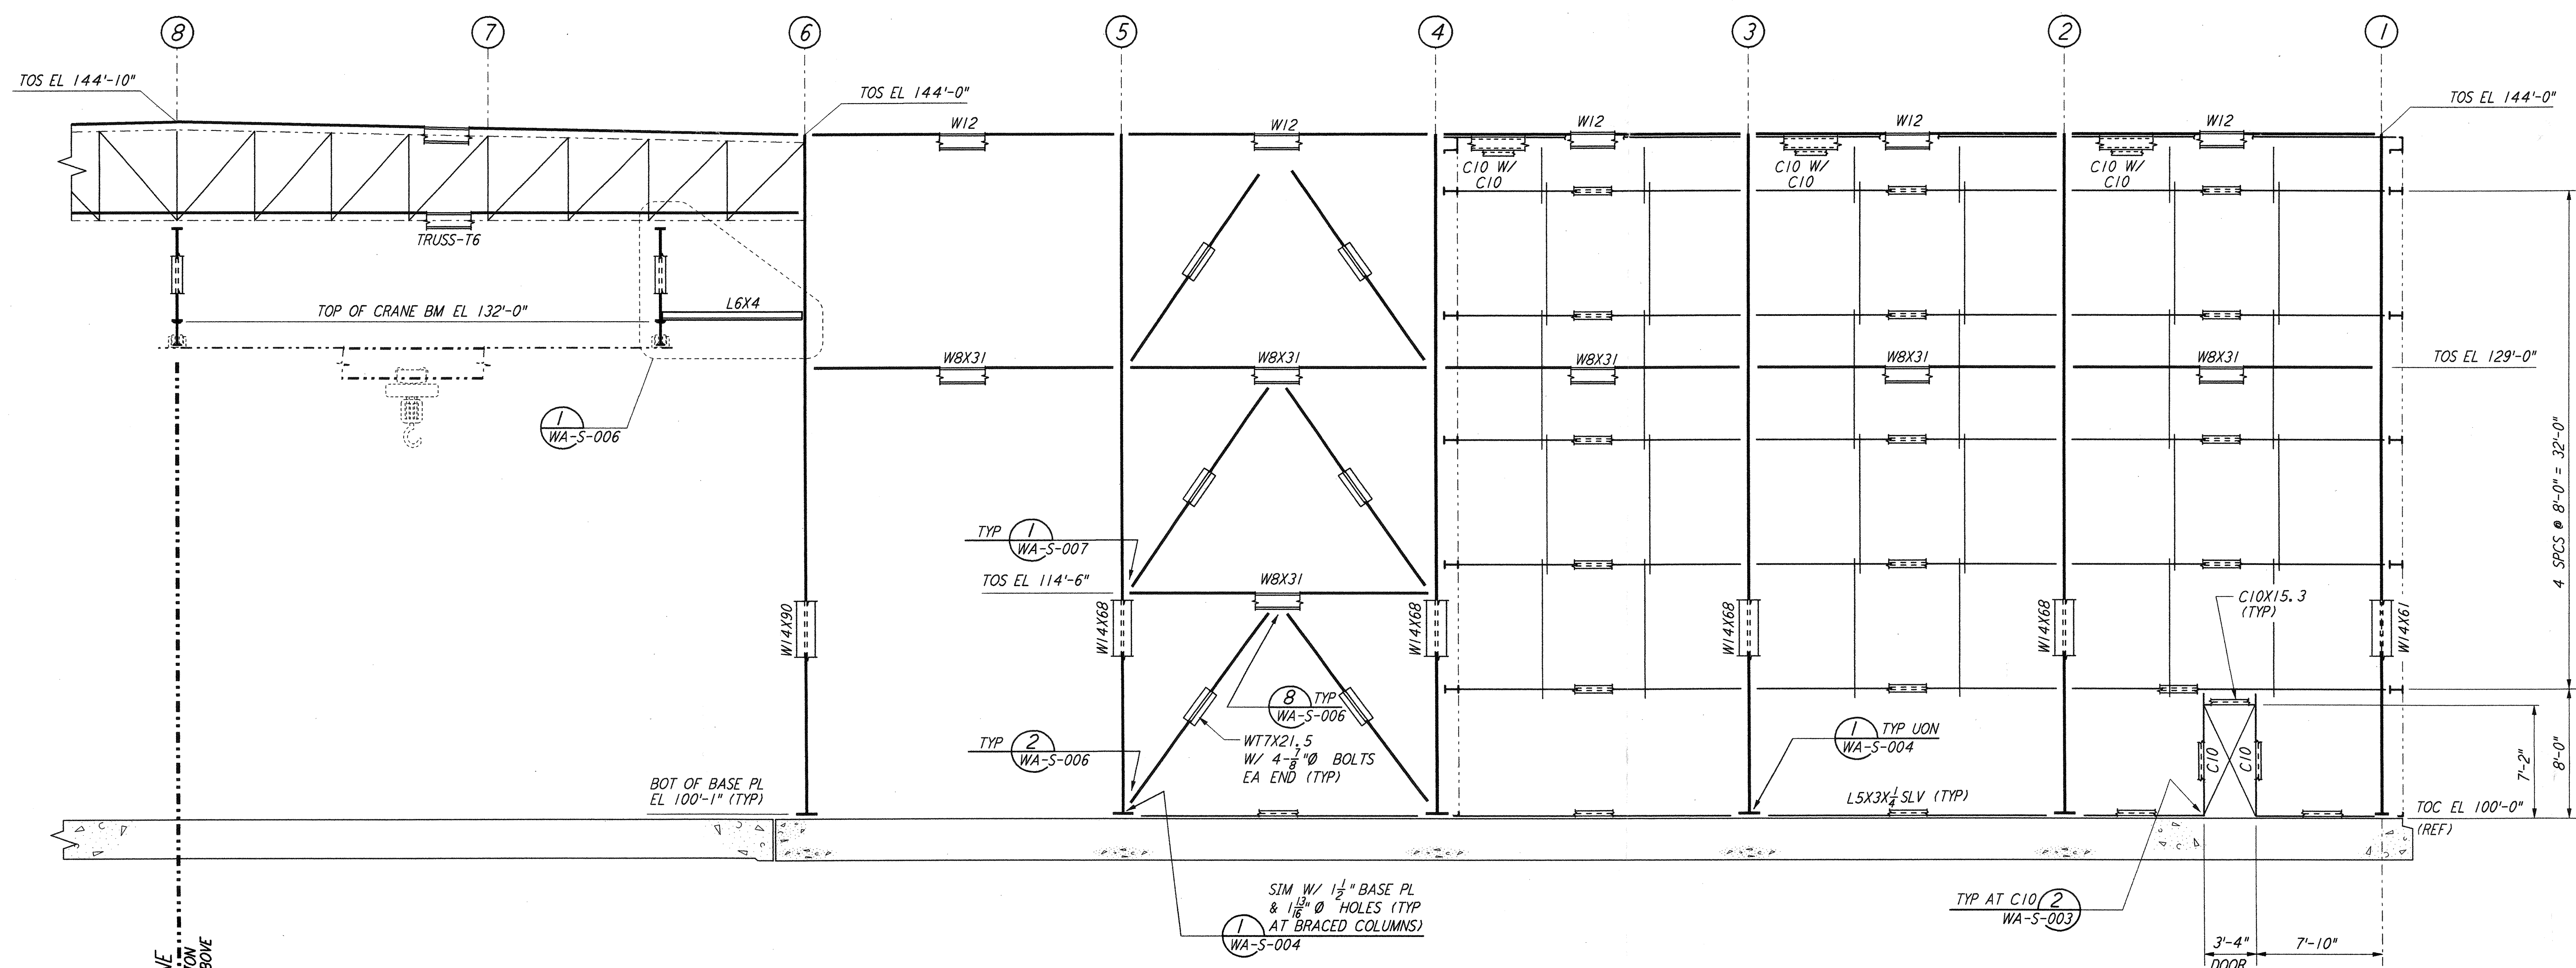 8
7
6
5
4
3
2
1
TOS EL 144'-10"
TOS EL 144'-0"
TOS EL 144'-0"
W12
W12
W12
W12
W12
C10 W/
C10
C10 W/
C10
C10 W/
C10
TRUSS-T6
L6X4
TOP OF CRANE BM EL 132'-0"
W8X31
W8X31
W8X31
W8X31
W8X31
TOS EL 129'-0"
1
WA-S-006
TYP 1
WA-S-007
TOS EL 114'-6"
W8X31
4 SPCS @ 8'-0" = 32'-0"
C10X15.3
(TYP)
W14X90
W14X68
W14X68
W14X68
W14X68
W14X61
8 TYP
WA-S-006
TYP 2
WA-S-006
WT7X21.5
W/ 4-7/8"Ø BOLTS
EA END (TYP)
1 TYP UON
WA-S-004
C10
C10
7'-2"
8'-0"
BOT OF BASE PL
EL 100'-1" (TYP)
L5X3X1/4 SLV (TYP)
TOC EL 100'-0"
(REF)
SIM W/ 1 1/2" BASE PL
& 1 13/16" Ø HOLES (TYP
AT BRACED COLUMNS)
1
WA-S-004
TYP AT C10 2
WA-S-003
3'-4"
DOOR
7'-10"
BOVE